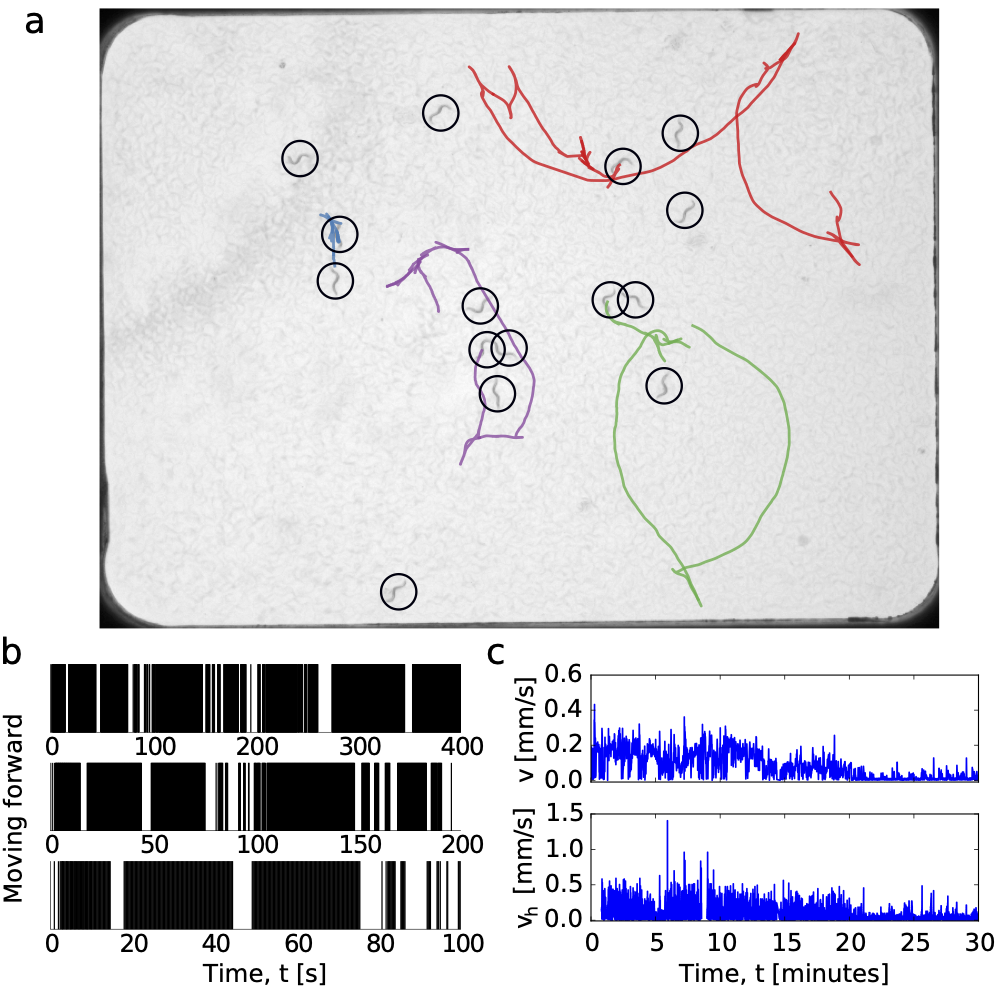 a
b
Moving forward
0 100 200 300 400
0 50 100 150 200
0 20 40 60 80 100
Time, t [s]
c
v [mm/s]
0.6
0.4
0.2
0.0
vₕ [mm/s]
1.5
1.0
0.5
0.0
0 5 10 15 20 25 30
Time, t [minutes]